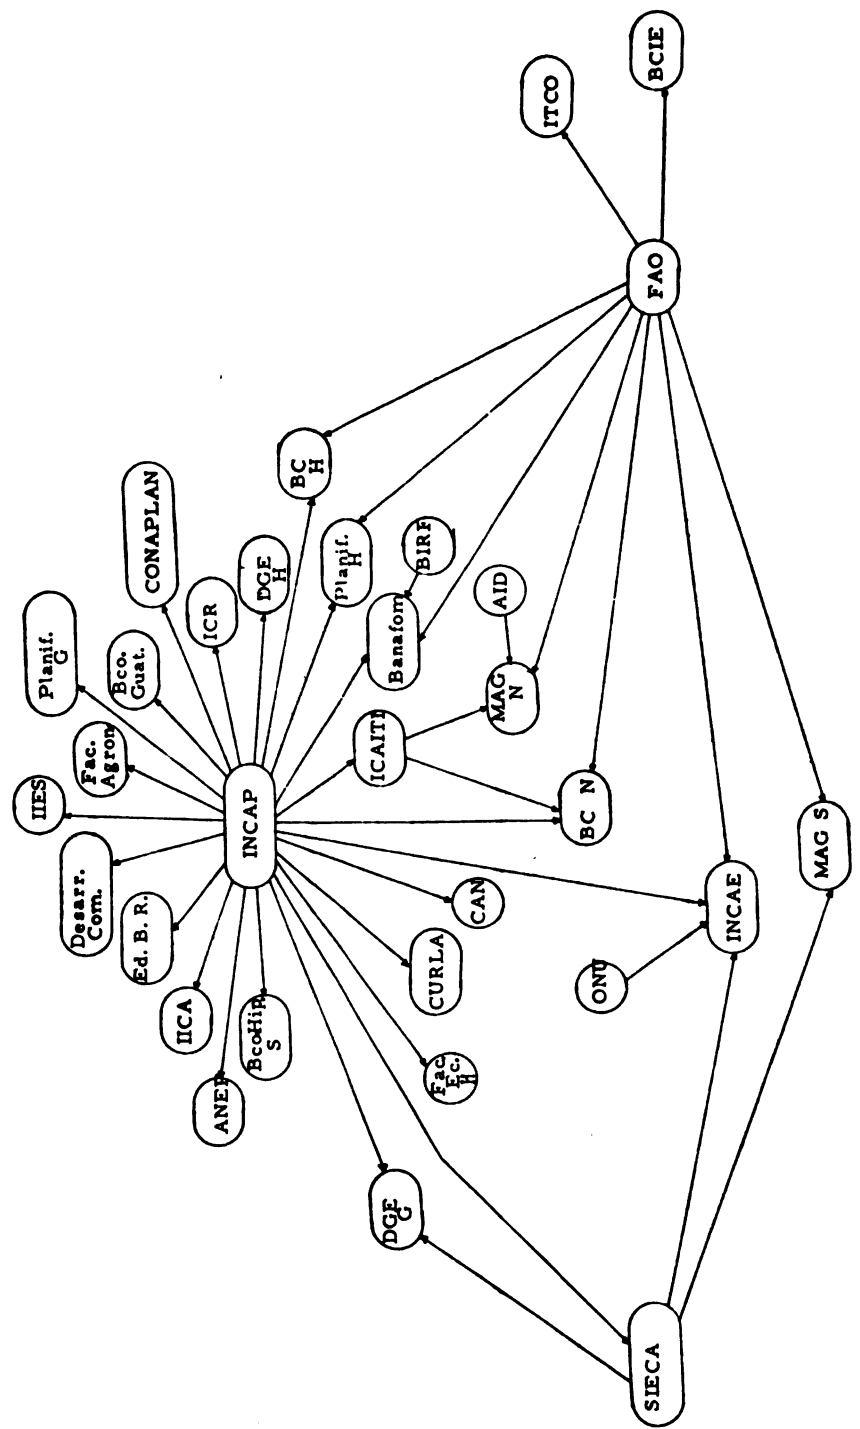 IIES
Planif.
G
CONAPLAN
Desarr.
Com.
Fac.
Agron
Bco.
Guat.
Ed. B. R.
ICR
IICA
DGE
H
ANEP
BcoHip
S
INCAP
BC
H
Planif.
H
ICAITI
Banafom
BIRF
DGE
G
CURLA
CAN
Fac.
Ec.
H
MAG
N
AID
ITCO
BC N
ONU
SIECA
FAO
BCIE
INCAE
MAG S